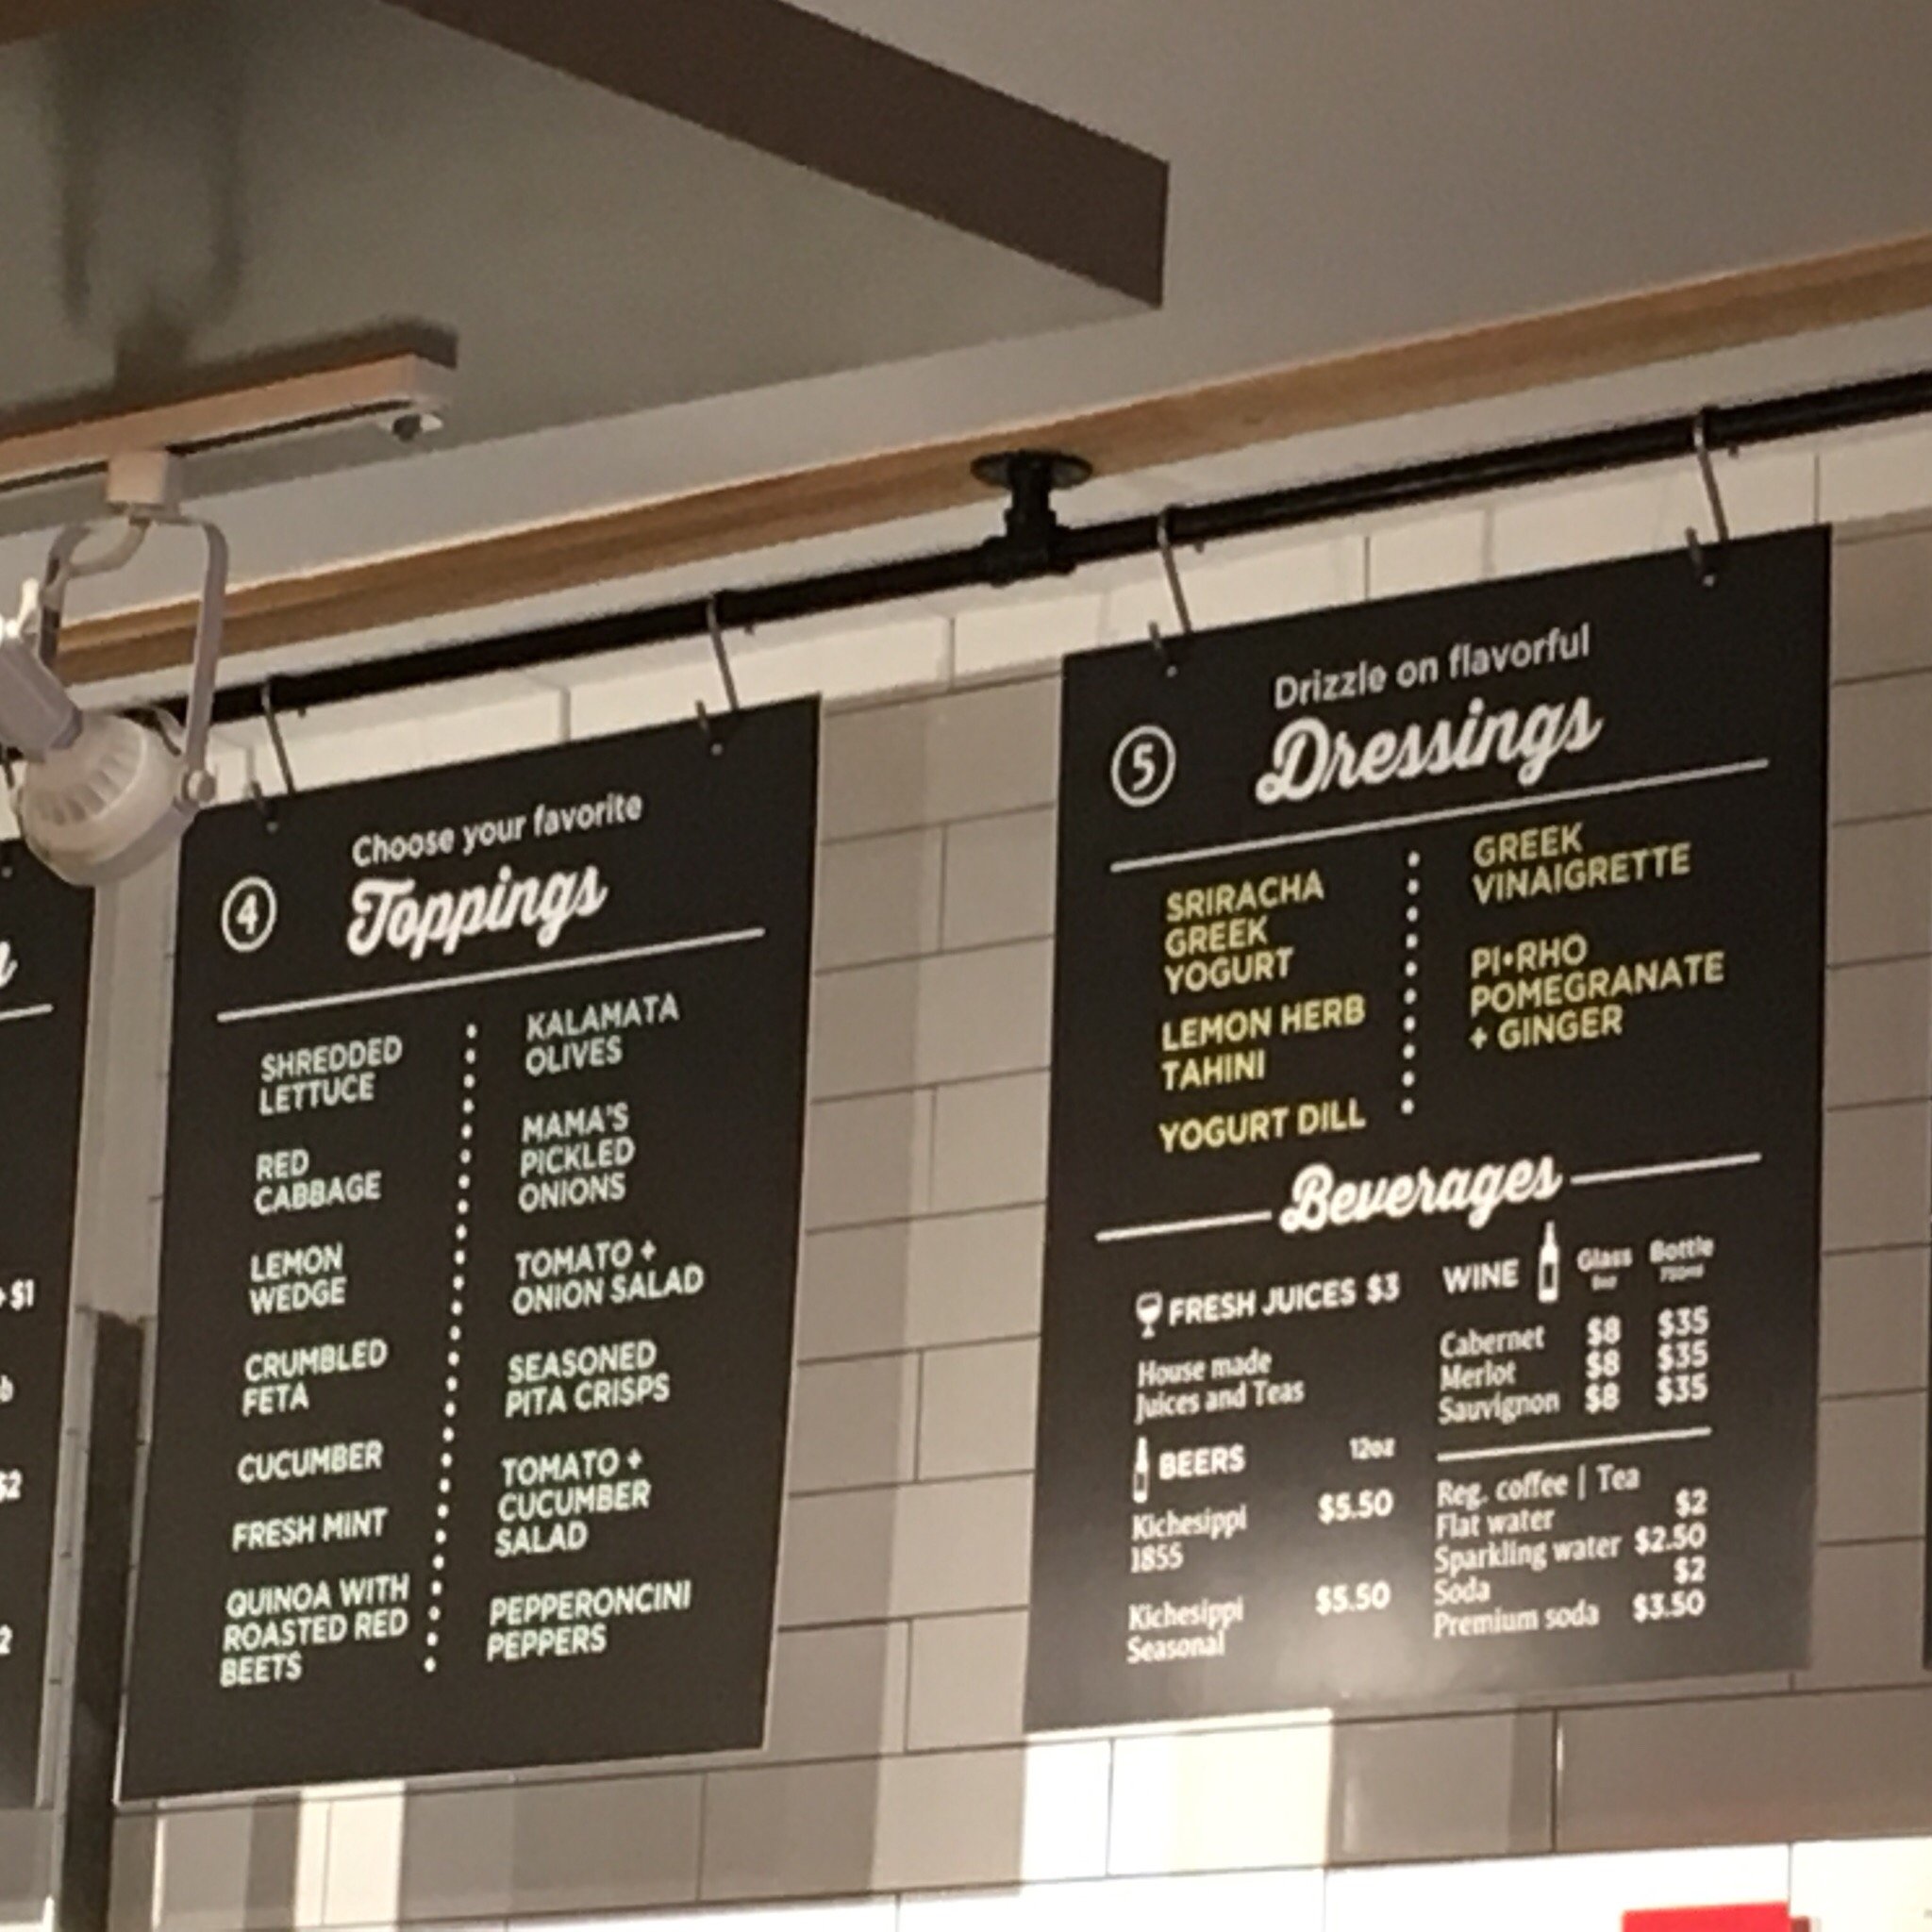 $1
$2
4
Choose your favorite
Toppings
SHREDDED
LETTUCE
RED
CABBAGE
LEMON
WEDGE
CRUMBLED
FETA
CUCUMBER
FRESH MINT
QUINOA WITH
ROASTED RED
BEETS
KALAMATA
OLIVES
MAMA'S
PICKLED
ONIONS
TOMATO +
ONION SALAD
SEASONED
PITA CRISPS
TOMATO +
CUCUMBER
SALAD
PEPPERONCINI
PEPPERS
5
Drizzle on flavorful
Dressings
SRIRACHA
GREEK
YOGURT
LEMON HERB
TAHINI
YOGURT DILL
GREEK
VINAIGRETTE
PI•RHO
POMEGRANATE
+ GINGER
Beverages
FRESH JUICES $3
House made
Juices and Teas
BEERS 12oz
Kichesippi $5.50
1855
Kichesippi $5.50
Seasonal
WINE Glass Bottle
750ml
Cabernet $8 $35
Merlot $8 $35
Sauvignon $8 $35
Reg. coffee | Tea
Flat water $2
Sparkling water $2.50
Soda $2
Premium soda $3.50